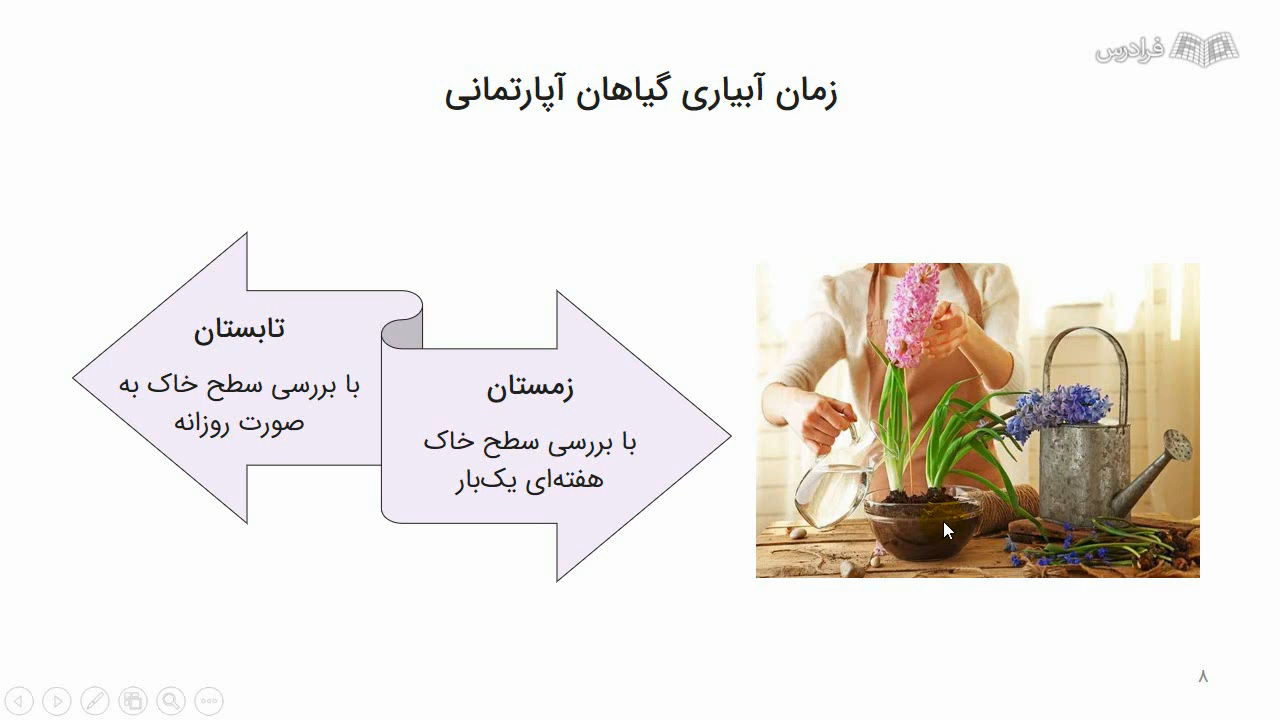 فرادرس
زمان آبیاری گیاهان آپارتمانی
زمستان
با بررسی سطح خاک
هفته‌ای یک‌بار
تابستان
با بررسی سطح خاک به
صورت روزانه
۸